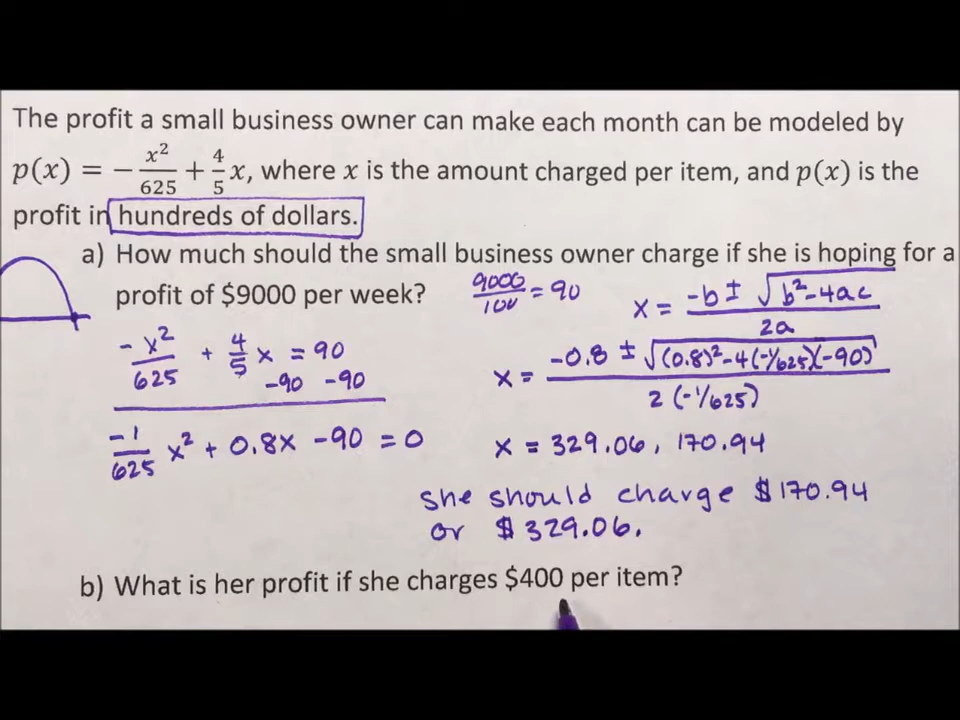 The profit a small business owner can make each month can be modeled by
p(x) = −x²/625 + 4/5 x, where x is the amount charged per item, and p(x) is the
profit in hundreds of dollars.
a) How much should the small business owner charge if she is hoping for a
profit of $9000 per week?
9000/100 = 90
x = (-b ± √(b²-4ac))/2a
-x²/625 + 4/5 x = 90
-90 -90
x = (-0.8 ± √((0.8)²-4(-1/625)(-90)))/(2(-1/625))
-1/625 x² + 0.8x -90 = 0
x = 329.06, 170.94
she should charge $170.94
or $329.06.
b) What is her profit if she charges $400 per item?